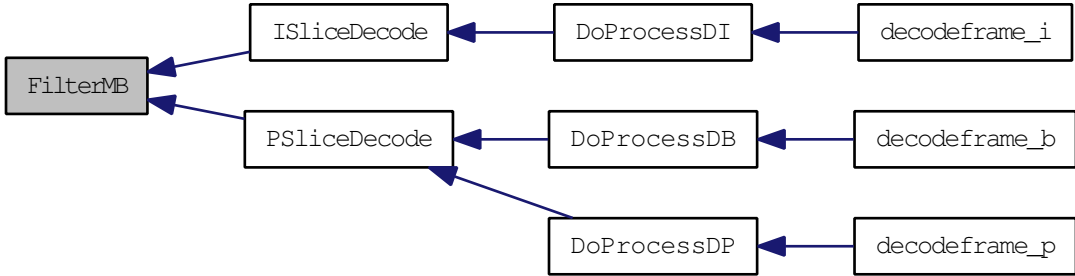 ISliceDecode
DoProcessDI
decodeframe_i
FilterMB
PSliceDecode
DoProcessDB
decodeframe_b
DoProcessDP
decodeframe_p